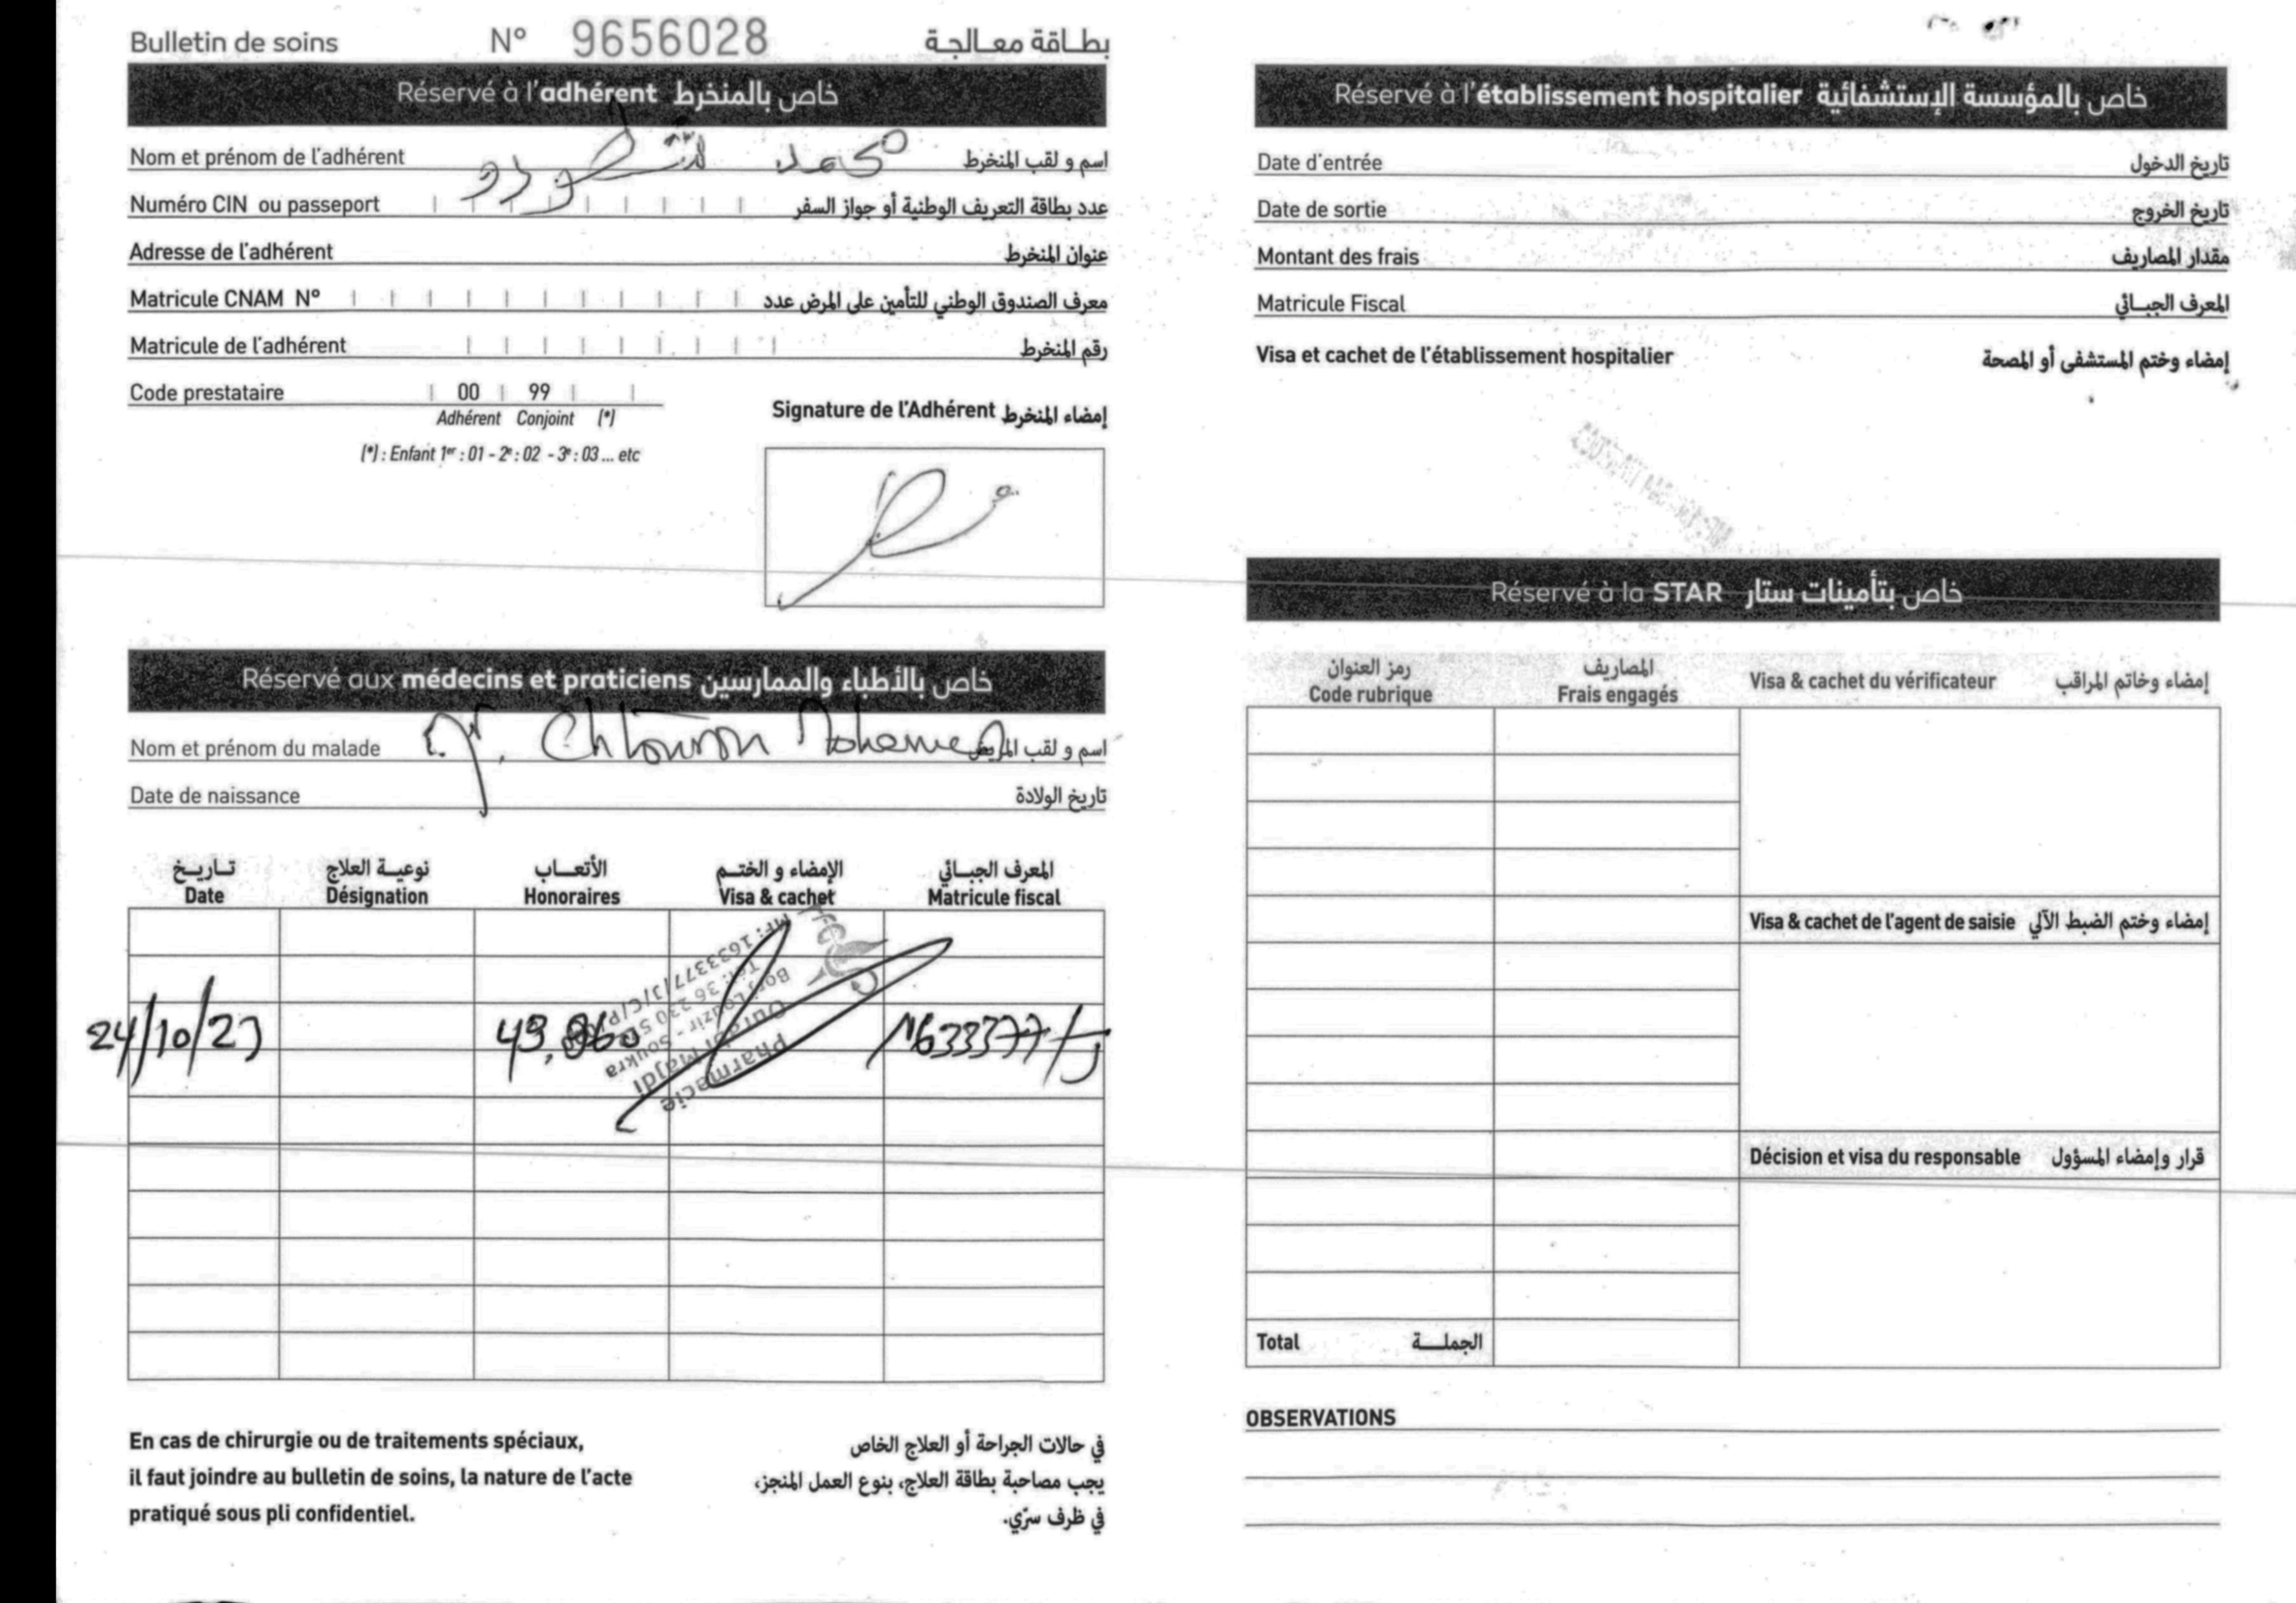 Bulletin de soins N° 9656028 بطاقة معالجة
Réservé à l'adhérent خاص بالمنخرط
Nom et prénom de l'adhérent محمد شطورو اسم و لقب المنخرط
Numéro CIN ou passeport عدد بطاقة التعريف الوطنية أو جواز السفر
Adresse de l'adhérent عنوان المنخرط
Matricule CNAM N° معرف الصندوق الوطني للتأمين على المرض عدد
Matricule de l'adhérent رقم المنخرط
Code prestataire 00 99
Adhérent Conjoint (*)
(*) : Enfant 1er : 01 - 2e : 02 - 3e : 03 ... etc
Signature de l'Adhérent إمضاء المنخرط
Réservé aux médecins et praticiens خاص بالأطباء والممارسين
Nom et prénom du malade Chtourou Mohamed اسم و لقب المريض
Date de naissance تاريخ الولادة
تاريخ نوعية العلاج الأتعاب الإمضاء و الختم المعرف الجبائي
Date Désignation Honoraires Visa & cachet Matricule fiscal
24/10/23 1633377/J
Pharmacie
Ourabi Majdi
Borj Louzir - Soukra
MF: 1633377/J/C/P/000
En cas de chirurgie ou de traitements spéciaux,
il faut joindre au bulletin de soins, la nature de l'acte
pratiqué sous pli confidentiel.
في حالات الجراحة أو العلاج الخاص
يجب مصاحبة بطاقة العلاج، بنوع العمل المنجز،
في ظرف سرّي.
Réservé à l'établissement hospitalier خاص بالمؤسسة الإستشفائية
Date d'entrée تاريخ الدخول
Date de sortie تاريخ الخروج
Montant des frais مقدار المصاريف
Matricule Fiscal المعرف الجبائي
Visa et cachet de l'établissement hospitalier إمضاء وختم المستشفى أو المصحة
Réservé à la STAR خاص بتأمينات ستار
رمز العنوان المصاريف
Code rubrique Frais engagés Visa & cachet du vérificateur إمضاء وخاتم المراقب
Visa & cachet de l'agent de saisie إمضاء وختم الضبط الآلي
Décision et visa du responsable قرار وإمضاء المسؤول
Total الجملة
OBSERVATIONS